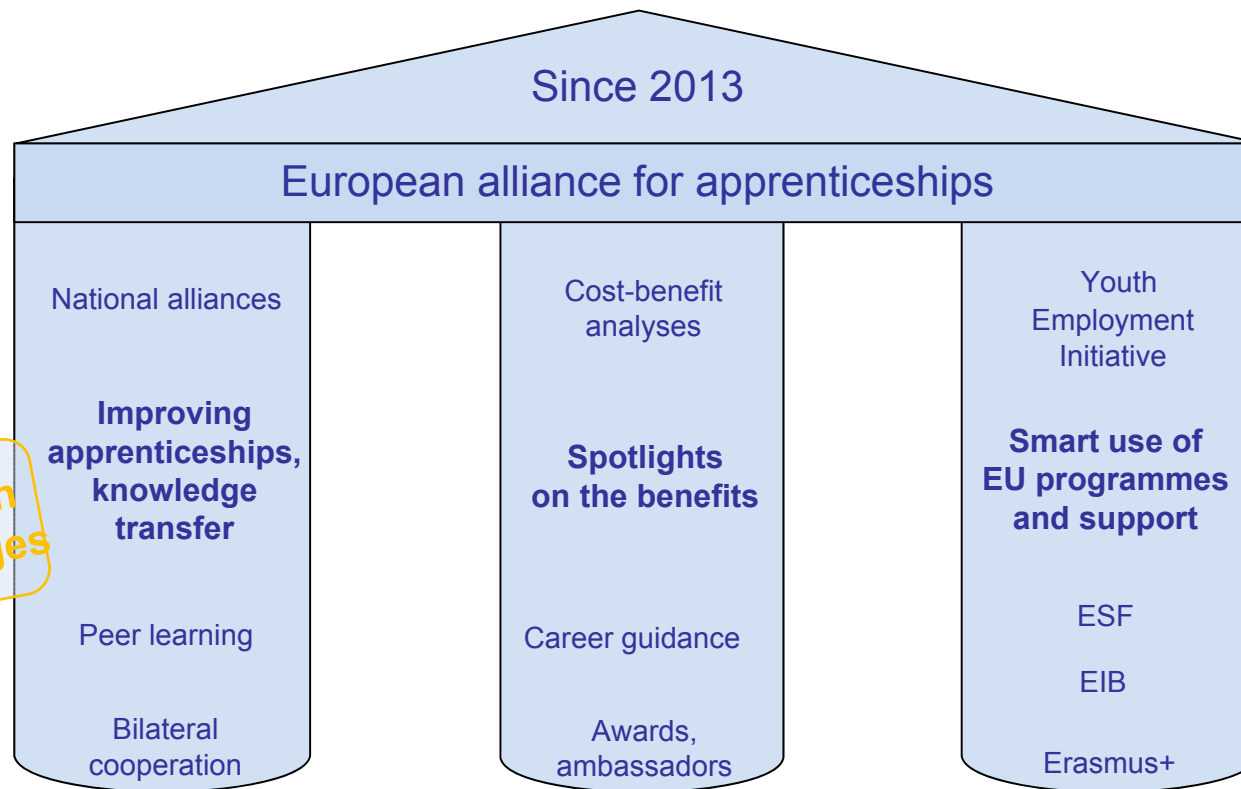 Since 2013
European alliance for apprenticeships
National alliances
Improving
apprenticeships,
knowledge
transfer
Peer learning
Bilateral
cooperation
Cost-benefit
analyses
Spotlights
on the benefits
Career guidance
Awards,
ambassadors
Youth
Employment
Initiative
Smart use of
EU programmes
and support
ESF
EIB
Erasmus+